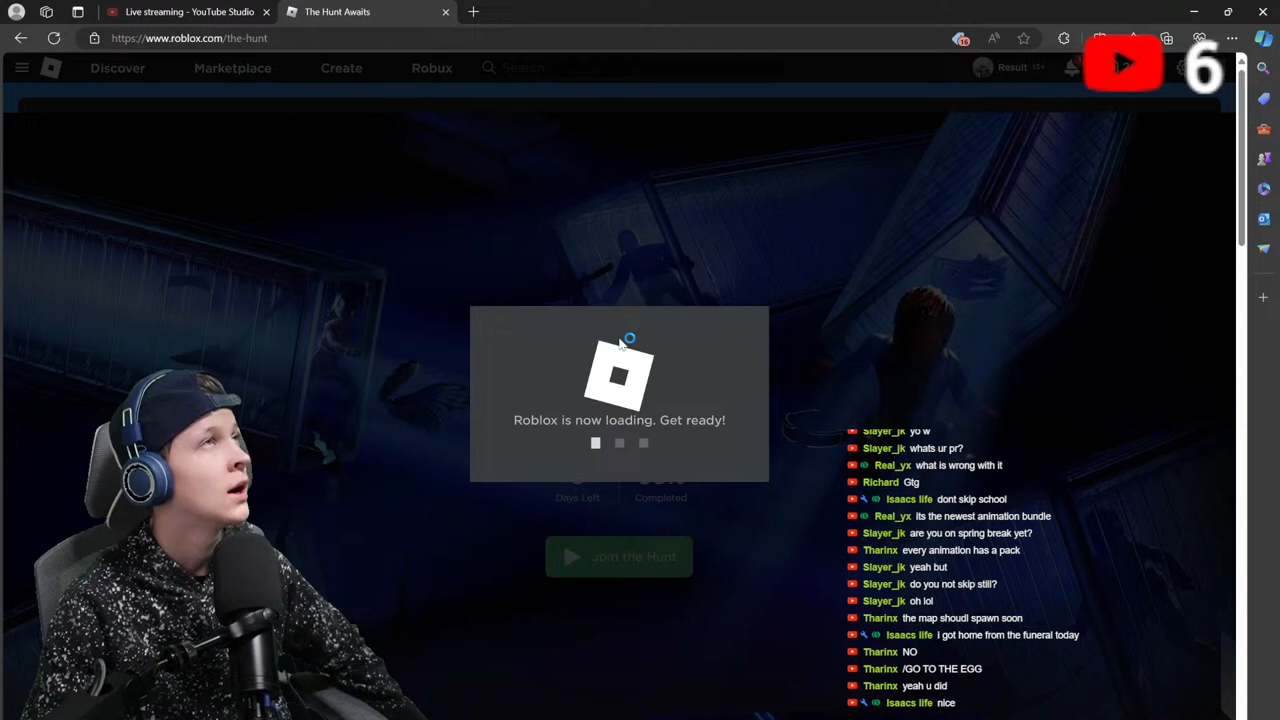 Live streaming - YouTube Studio
The Hunt Awaits
https://www.roblox.com/the-hunt
16
6
Discover
Marketplace
Create
Robux
Search
Result 13+
Roblox is now loading. Get ready!
Days Left
Completed
Join the Hunt
Slayer_jk yo w
Slayer_jk whats ur pr?
Real_yx what is wrong with it
Richard Gtg
Isaacs life dont skip school
Real_yx Its the newest animation bundle
Slayer_jk are you on spring break yet?
Tharinx every animation has a pack
Slayer_jk yeah but
Slayer_jk do you not skip still?
Slayer_jk oh lol
Tharinx the map shoudl spawn soon
Isaacs life i got home from the funeral today
Tharinx NO
Tharinx /GO TO THE EGG
Tharinx yeah u did
Isaacs life nice